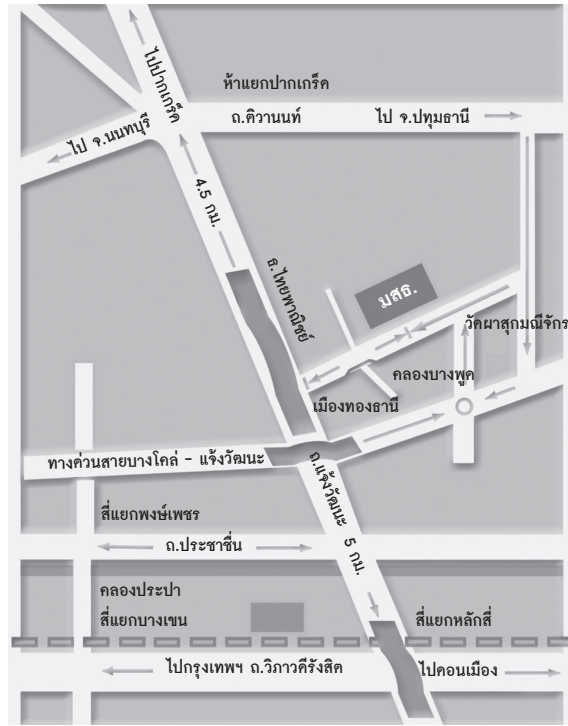 ไปปากเกร็ด
ห้าแยกปากเกร็ด
ถ.ติวานนท์
ไป จ.ปทุมธานี
ไป จ.นนทบุรี
4.5 กม.
ธ.ไทยพาณิชย์
มสธ.
วัดผาสุกมณีจักร
คลองบางพูด
เมืองทองธานี
ทางด่วนสายบางโคล่ - แจ้งวัฒนะ
ถ.แจ้งวัฒนะ 5 กม.
สี่แยกพงษ์เพชร
ถ.ประชาชื่น
คลองประปา
สี่แยกบางเขน
สี่แยกหลักสี่
ไปกรุงเทพฯ ถ.วิภาวดีรังสิต
ไปดอนเมือง